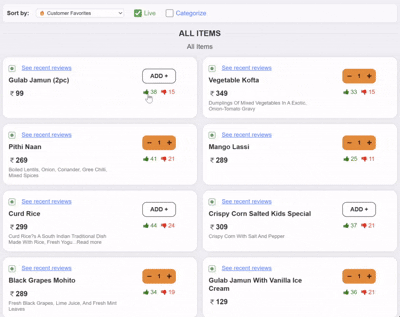 Sort by: Customer Favorites Live Categorize
ALL ITEMS
All Items
See recent reviews
Gulab Jamun (2pc)
₹ 99
ADD +
38 15
See recent reviews
Vegetable Kofta
₹ 349
Dumplings Of Mixed Vegetables In A Exotic,
Onion-Tomato Gravy
− 1 +
33 15
See recent reviews
Pithi Naan
₹ 269
Boiled Lentils, Onion, Coriander, Gree Chilli,
Mixed Spices
− 1 +
41 21
See recent reviews
Mango Lassi
₹ 289
− 1 +
25 11
See recent reviews
Curd Rice
₹ 299
Curd Rice?s A South Indian Traditional Dish
Made With Rice, Fresh Yogu...Read more
ADD +
44 24
See recent reviews
Crispy Corn Salted Kids Special
₹ 309
Crispy Corn With Salt And Pepper
ADD +
37 21
See recent reviews
Black Grapes Mohito
₹ 289
Fresh Black Grapes, Lime Juice, And Fresh Mint
Leaves
− 1 +
34 19
See recent reviews
Gulab Jamun With Vanilla Ice
Cream
₹ 129
− 1 +
36 21